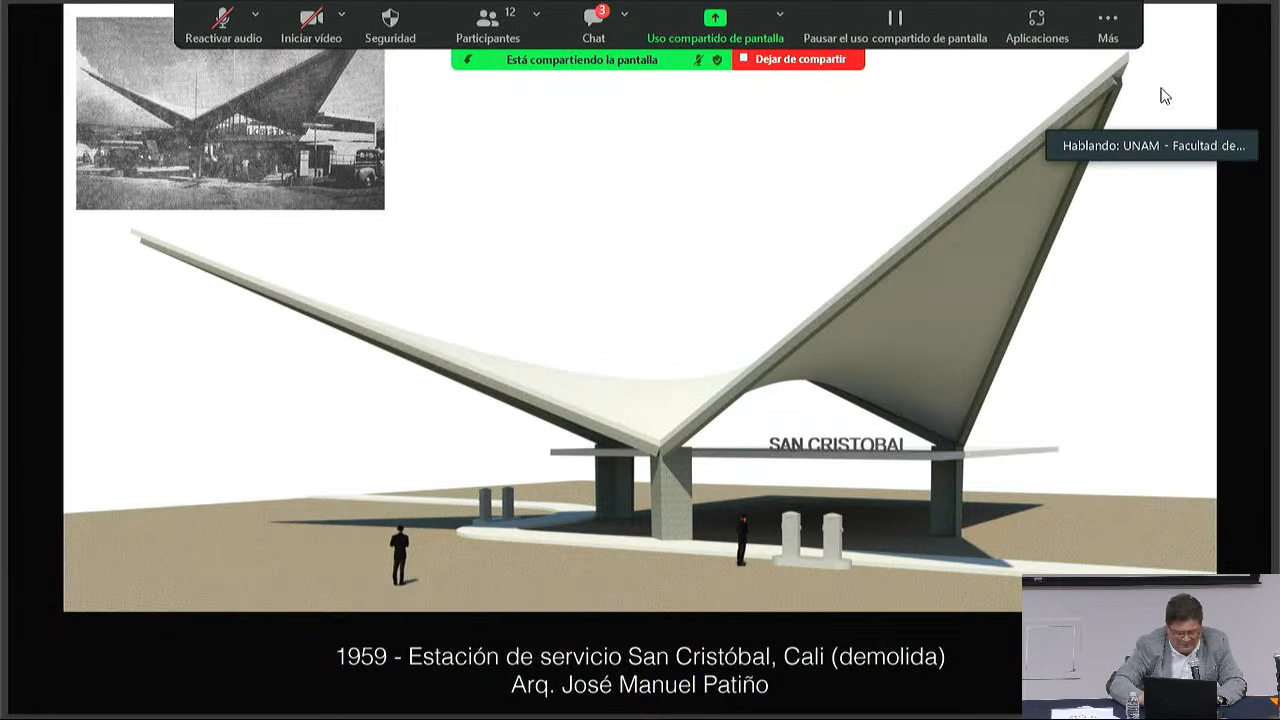 12
3
Reactivar audio
Iniciar video
Seguridad
Participantes
Chat
Uso compartido de pantalla
Pausar el uso compartido de pantalla
Aplicaciones
Más
Está compartiendo la pantalla
Dejar de compartir
Hablando: UNAM - Facultad de...
SAN CRISTOBAL
1959 - Estación de servicio San Cristóbal, Cali (demolida)
Arq. José Manuel Patiño